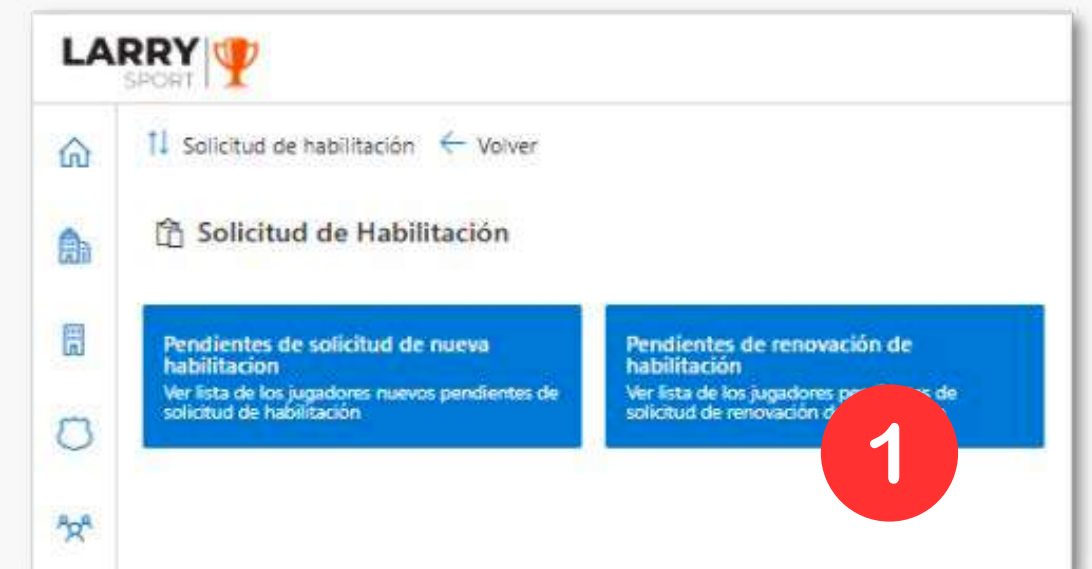 LARRY
SPORT
Solicitud de habilitación Volver
Solicitud de Habilitación
Pendientes de solicitud de nueva
habilitacion
Ver lista de los jugadores nuevos pendientes de
solicitud de habilitación
Pendientes de renovación de
habilitación
Ver lista de los jugadores de
solicitud de renovación
1